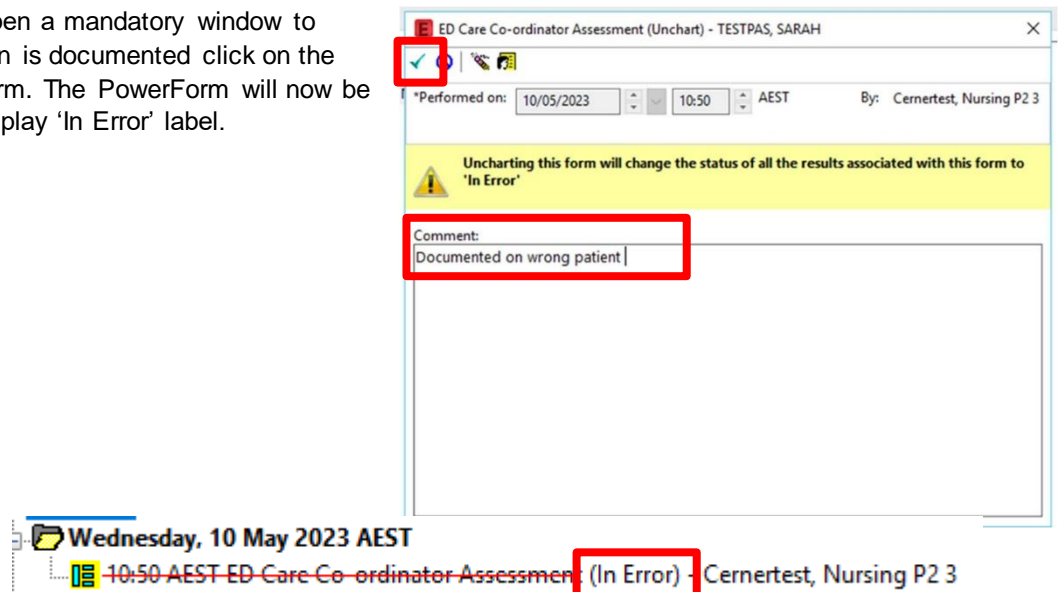 en a mandatory window to
n is documented click on the
rm. The PowerForm will now be
play ‘In Error’ label.
ED Care Co-ordinator Assessment (Unchart) - TESTPAS, SARAH
*Performed on: 10/05/2023 10:50 AEST By: Cernertest, Nursing P2 3
Uncharting this form will change the status of all the results associated with this form to
'In Error'
Comment:
Documented on wrong patient
Wednesday, 10 May 2023 AEST
10:50 AEST ED Care Co-ordinator Assessment (In Error) - Cernertest, Nursing P2 3